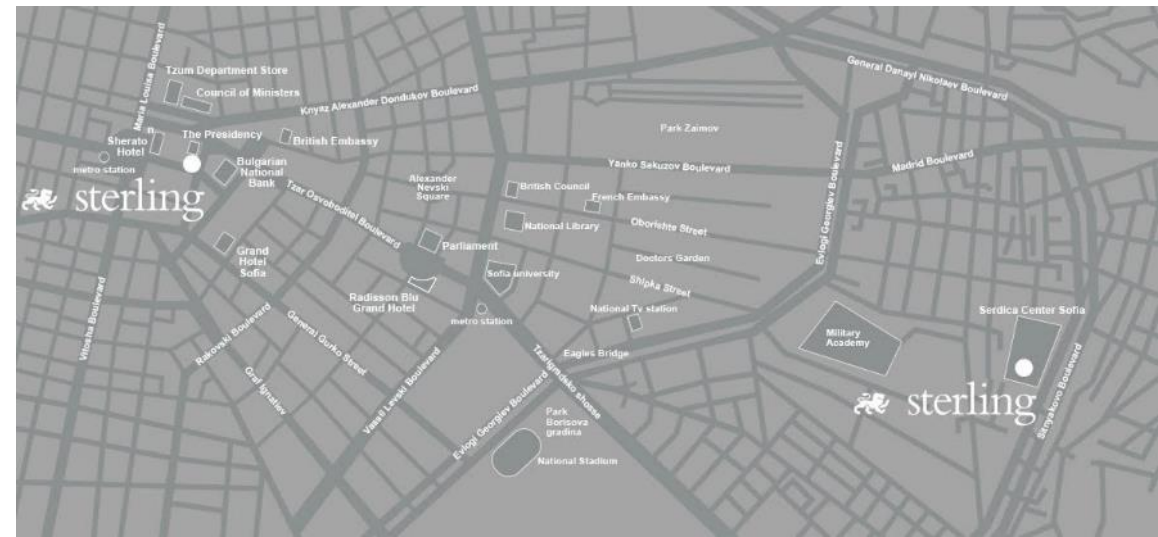 Maria Louisa Boulevard
Tzum Department Store
Council of Ministers
Knyaz Alexander Dondukov Boulevard
General Danayl Nikolaev Boulevard
n
Sherato
Hotel
The Presidency
British Embassy
Park Zaimov
metro station
Bulgarian
National
Bank
Yanko Sakuzov Boulevard
Madrid Boulevard
sterling
Tzar Osvoboditel Boulevard
Alexander
Nevski
Square
British Council
French Embassy
National Library
Oborishte Street
Evlogi Georgiev Boulevard
Grand
Hotel
Sofia
Parliament
Doctors Garden
Sofia university
Shipka Street
Radisson Blu
Grand Hotel
metro station
National Tv station
Serdica Center Sofia
Military
Academy
Vitosha Boulevard
Rakovski Boulevard
General Gurko Street
Graf Ignatiev
Vassil Levski Boulevard
Tzarigradsko shosse
Eagles Bridge
Evlogi Georgiev Boulevard
sterling
Sitnyakovo Boulevard
Park
Borisova
gradina
National Stadium